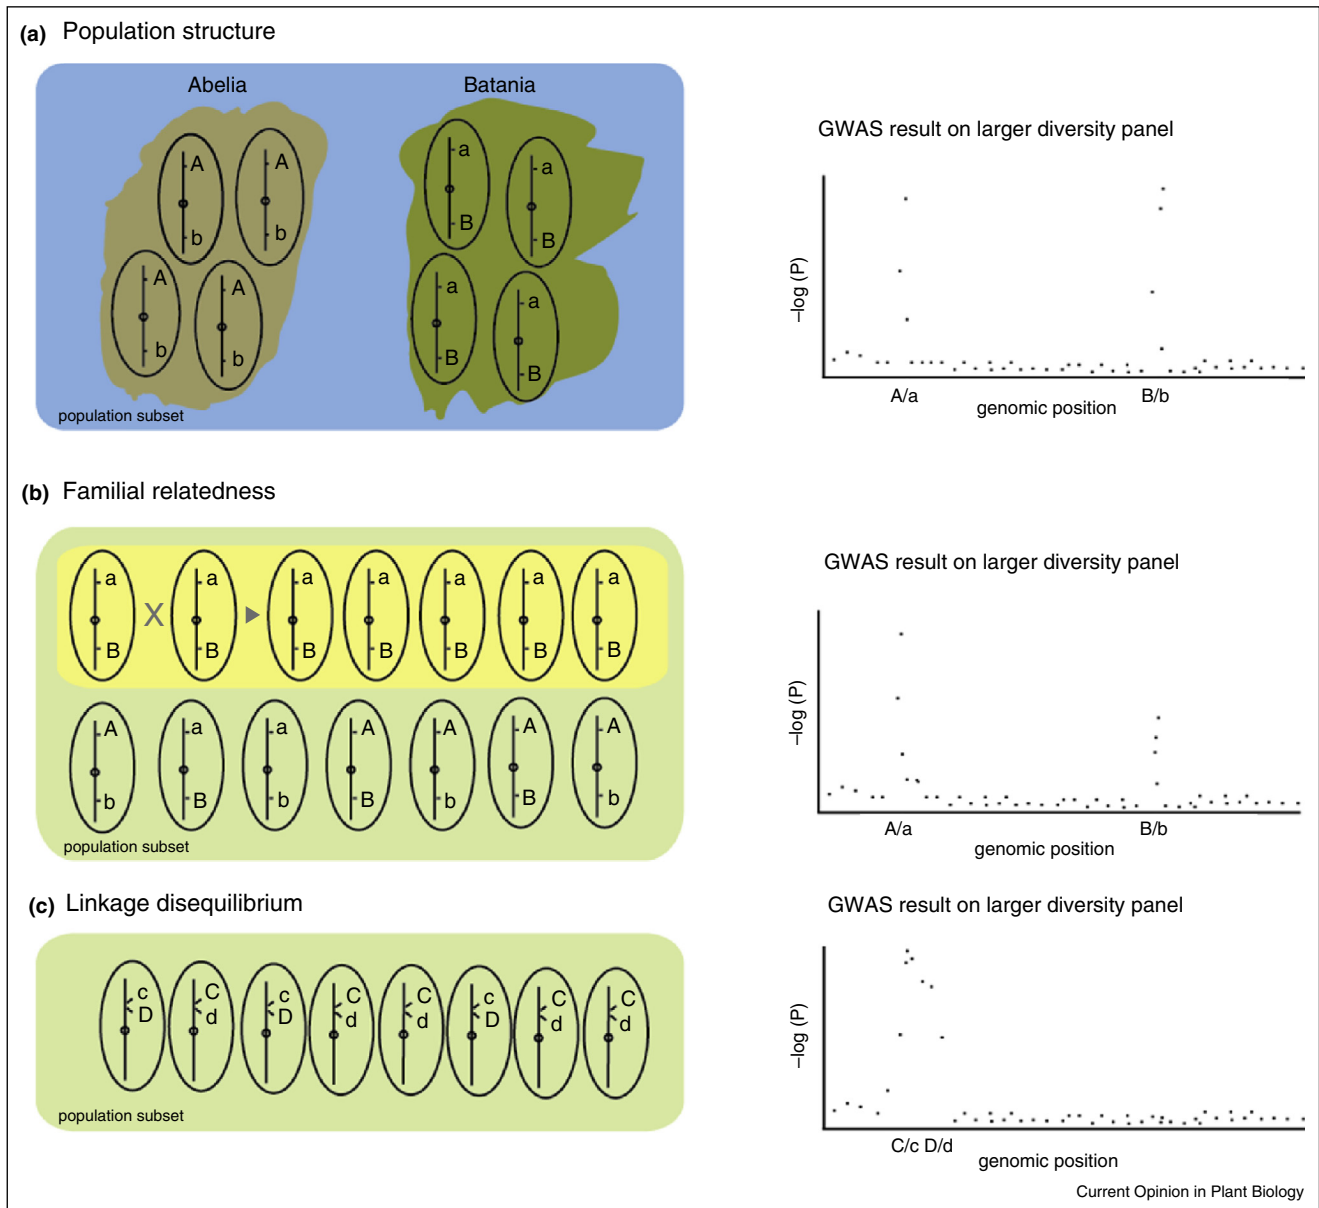 (a) Population structure
Abelia
Batania
A
A
b
b
A
A
b
b
a
a
B
B
a
a
B
B
population subset
GWAS result on larger diversity panel
–log (P)
A/a
B/b
genomic position
(b) Familial relatedness
a X a a a a a a
B B B B B B B
A a a A A A A
b B b B b B b
population subset
GWAS result on larger diversity panel
–log (P)
A/a
B/b
genomic position
(c) Linkage disequilibrium
c C c C C c C C
D d D d d D d d
population subset
GWAS result on larger diversity panel
–log (P)
C/c D/d
genomic position
Current Opinion in Plant Biology